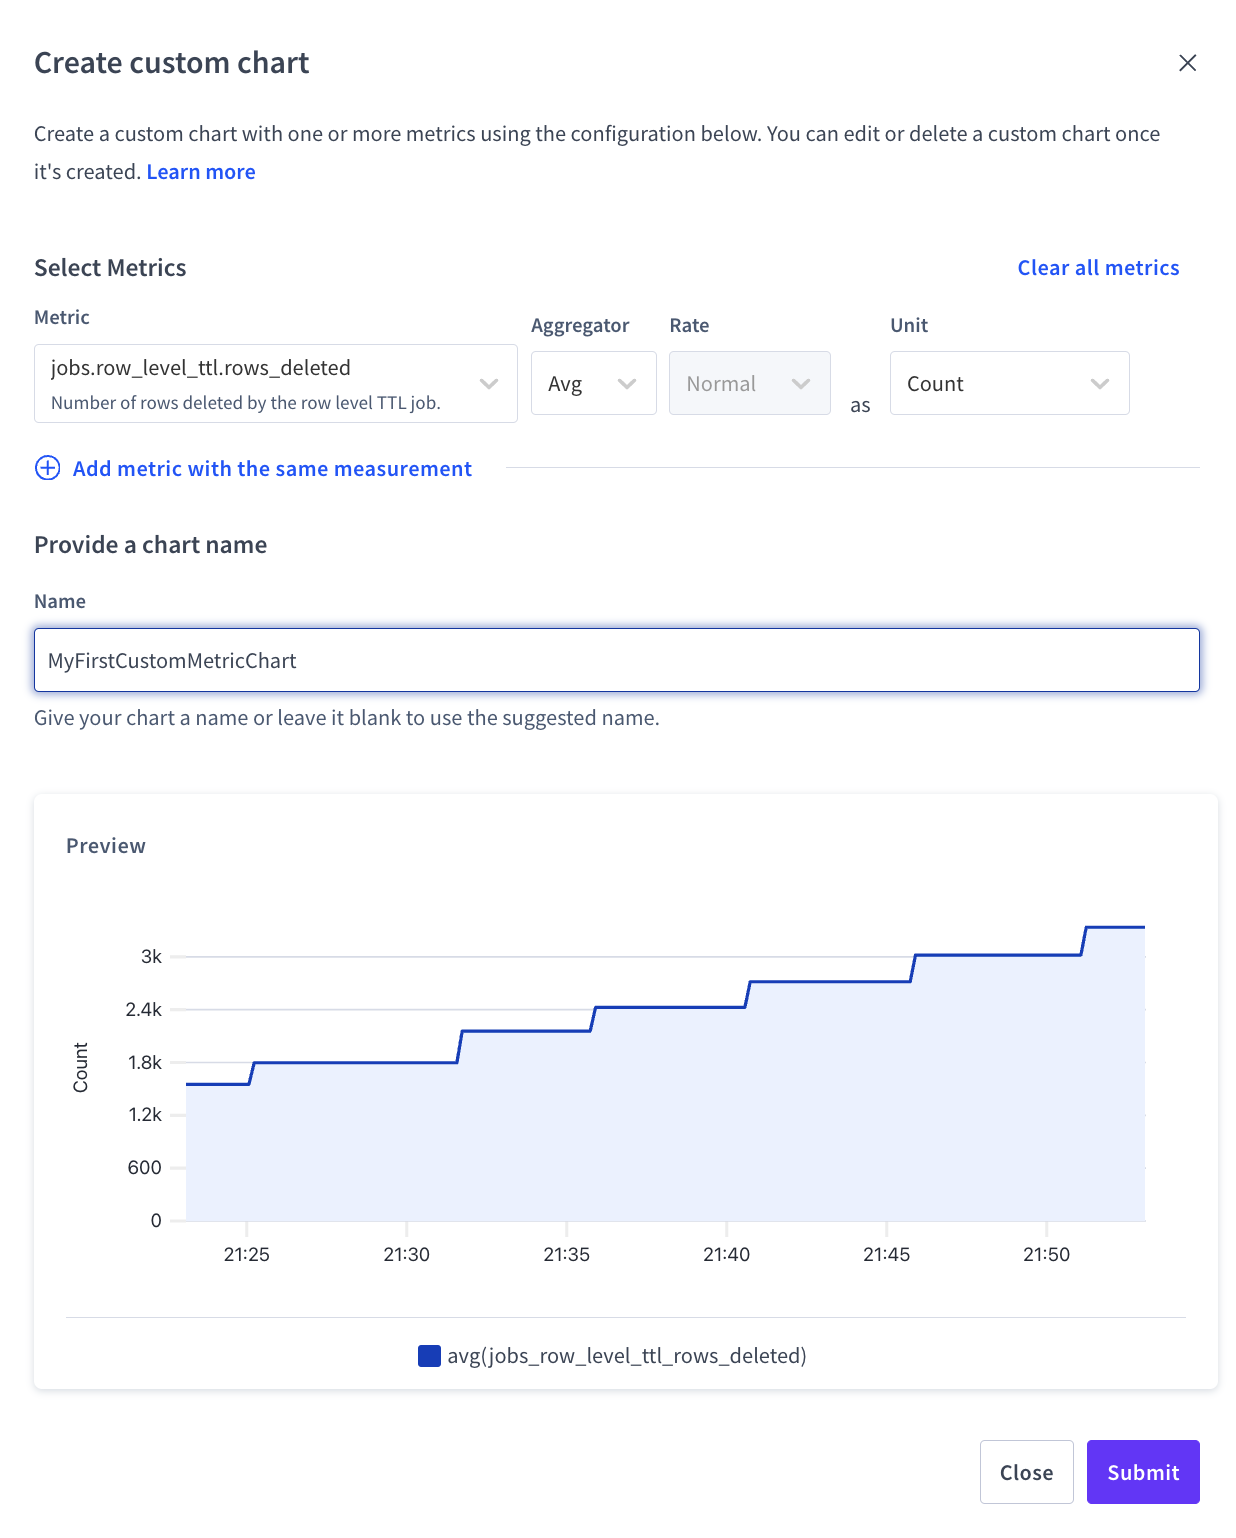 Create custom chart
Create a custom chart with one or more metrics using the configuration below. You can edit or delete a custom chart once
it's created. Learn more
Select Metrics
Clear all metrics
Metric
Aggregator
Rate
Unit
jobs.row_level_ttl.rows_deleted
Number of rows deleted by the row level TTL job.
Avg
Normal
as
Count
Add metric with the same measurement
Provide a chart name
Name
MyFirstCustomMetricChart
Give your chart a name or leave it blank to use the suggested name.
Preview
3k
2.4k
1.8k
1.2k
600
0
Count
21:25
21:30
21:35
21:40
21:45
21:50
avg(jobs_row_level_ttl_rows_deleted)
Close
Submit